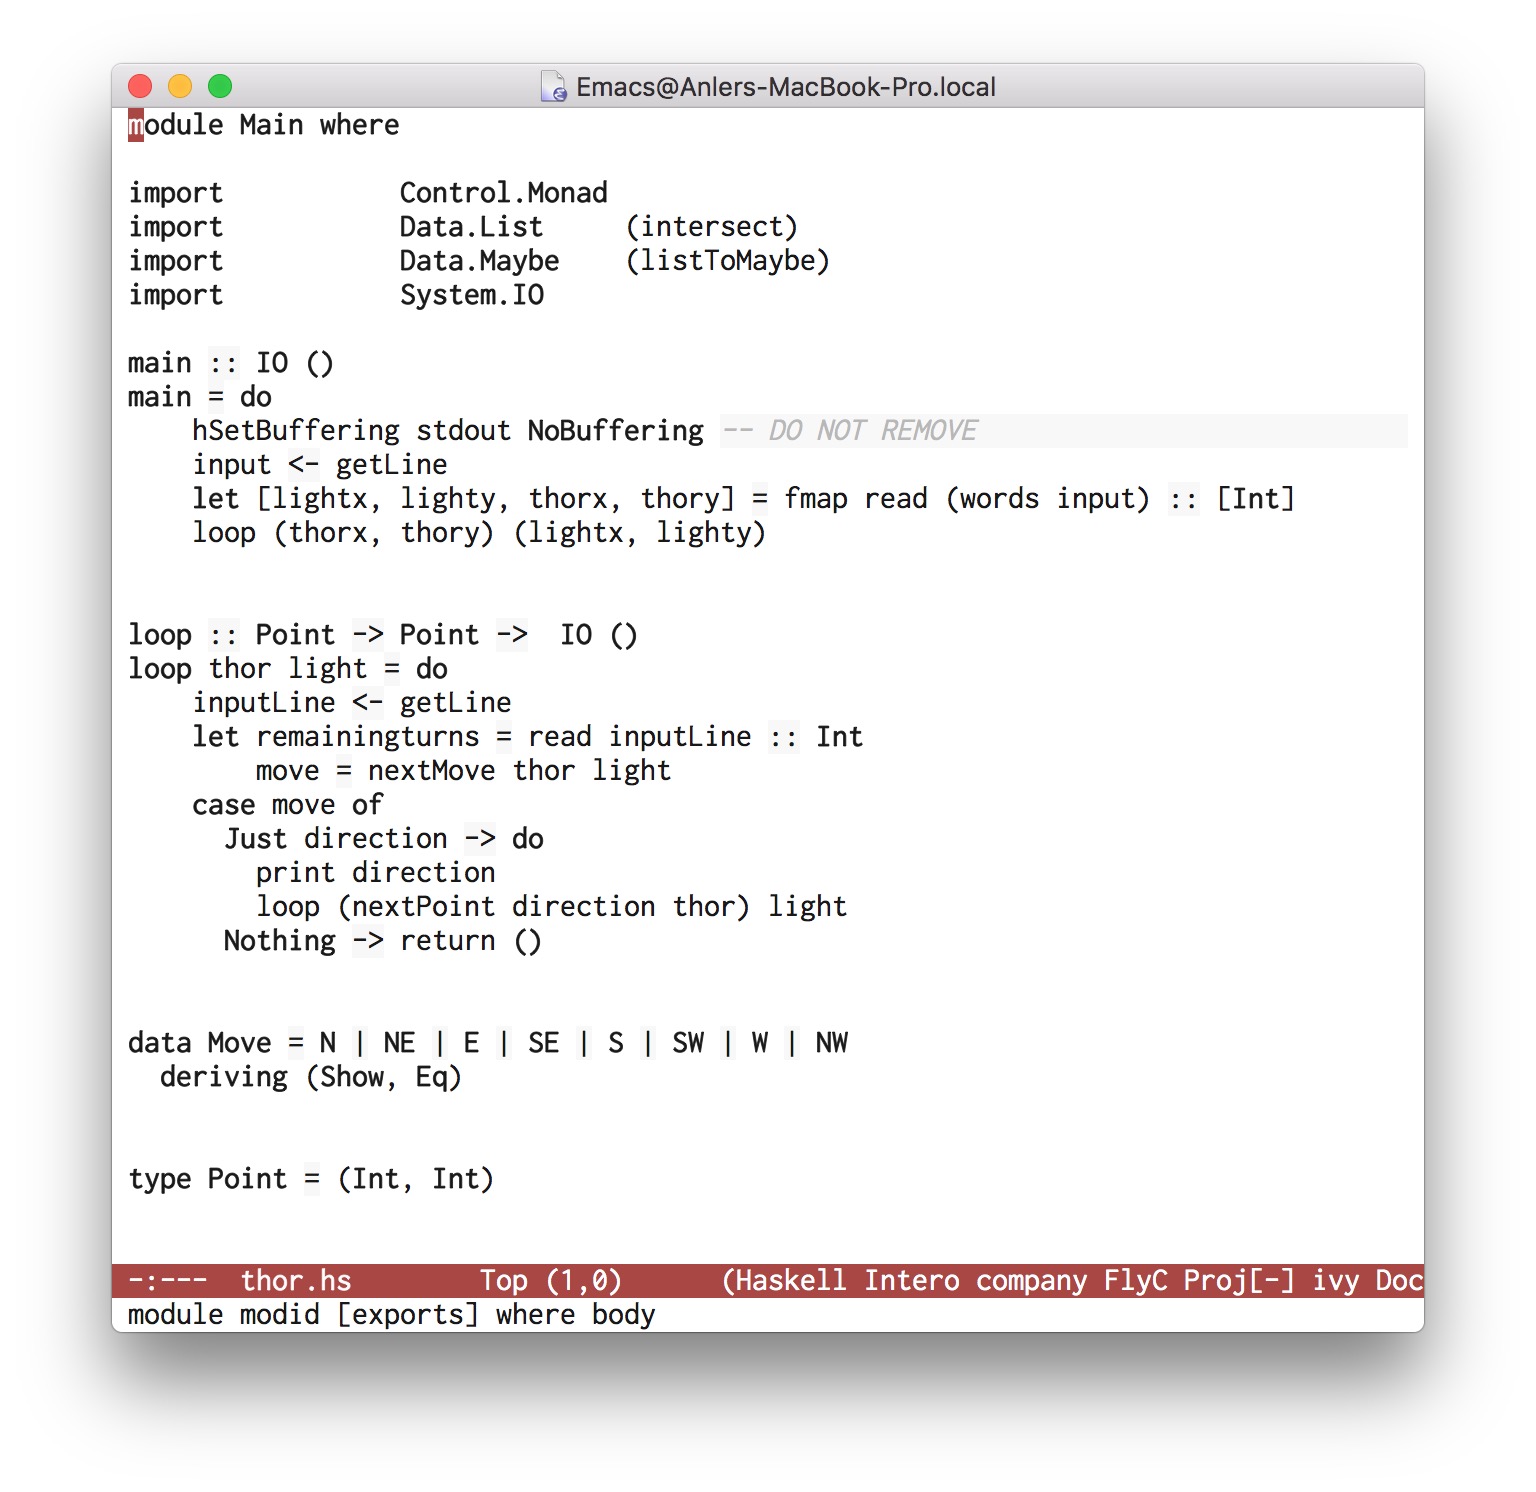 Emacs@Anlers-MacBook-Pro.local
module Main where
import           Control.Monad
import           Data.List     (intersect)
import           Data.Maybe    (listToMaybe)
import           System.IO
main :: IO ()
main = do
    hSetBuffering stdout NoBuffering -- DO NOT REMOVE
    input <- getLine
    let [lightx, lighty, thorx, thory] = fmap read (words input) :: [Int]
    loop (thorx, thory) (lightx, lighty)
loop :: Point -> Point ->  IO ()
loop thor light = do
    inputLine <- getLine
    let remainingturns = read inputLine :: Int
        move = nextMove thor light
    case move of
      Just direction -> do
        print direction
        loop (nextPoint direction thor) light
      Nothing -> return ()
data Move = N | NE | E | SE | S | SW | W | NW
  deriving (Show, Eq)
type Point = (Int, Int)
-:---  thor.hs        Top (1,0)      (Haskell Intero company FlyC Proj[-] ivy Doc
module modid [exports] where body